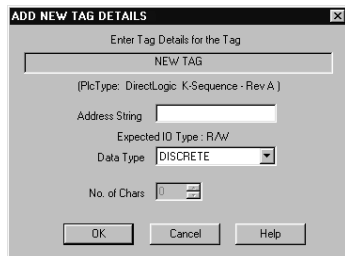 ADD NEW TAG DETAILS
Enter Tag Details for the Tag
NEW TAG
(PlcType: DirectLogic K-Sequence - Rev A )
Address String
Expected IO Type : R/W
Data Type DISCRETE
No. of Chars 0
OK Cancel Help